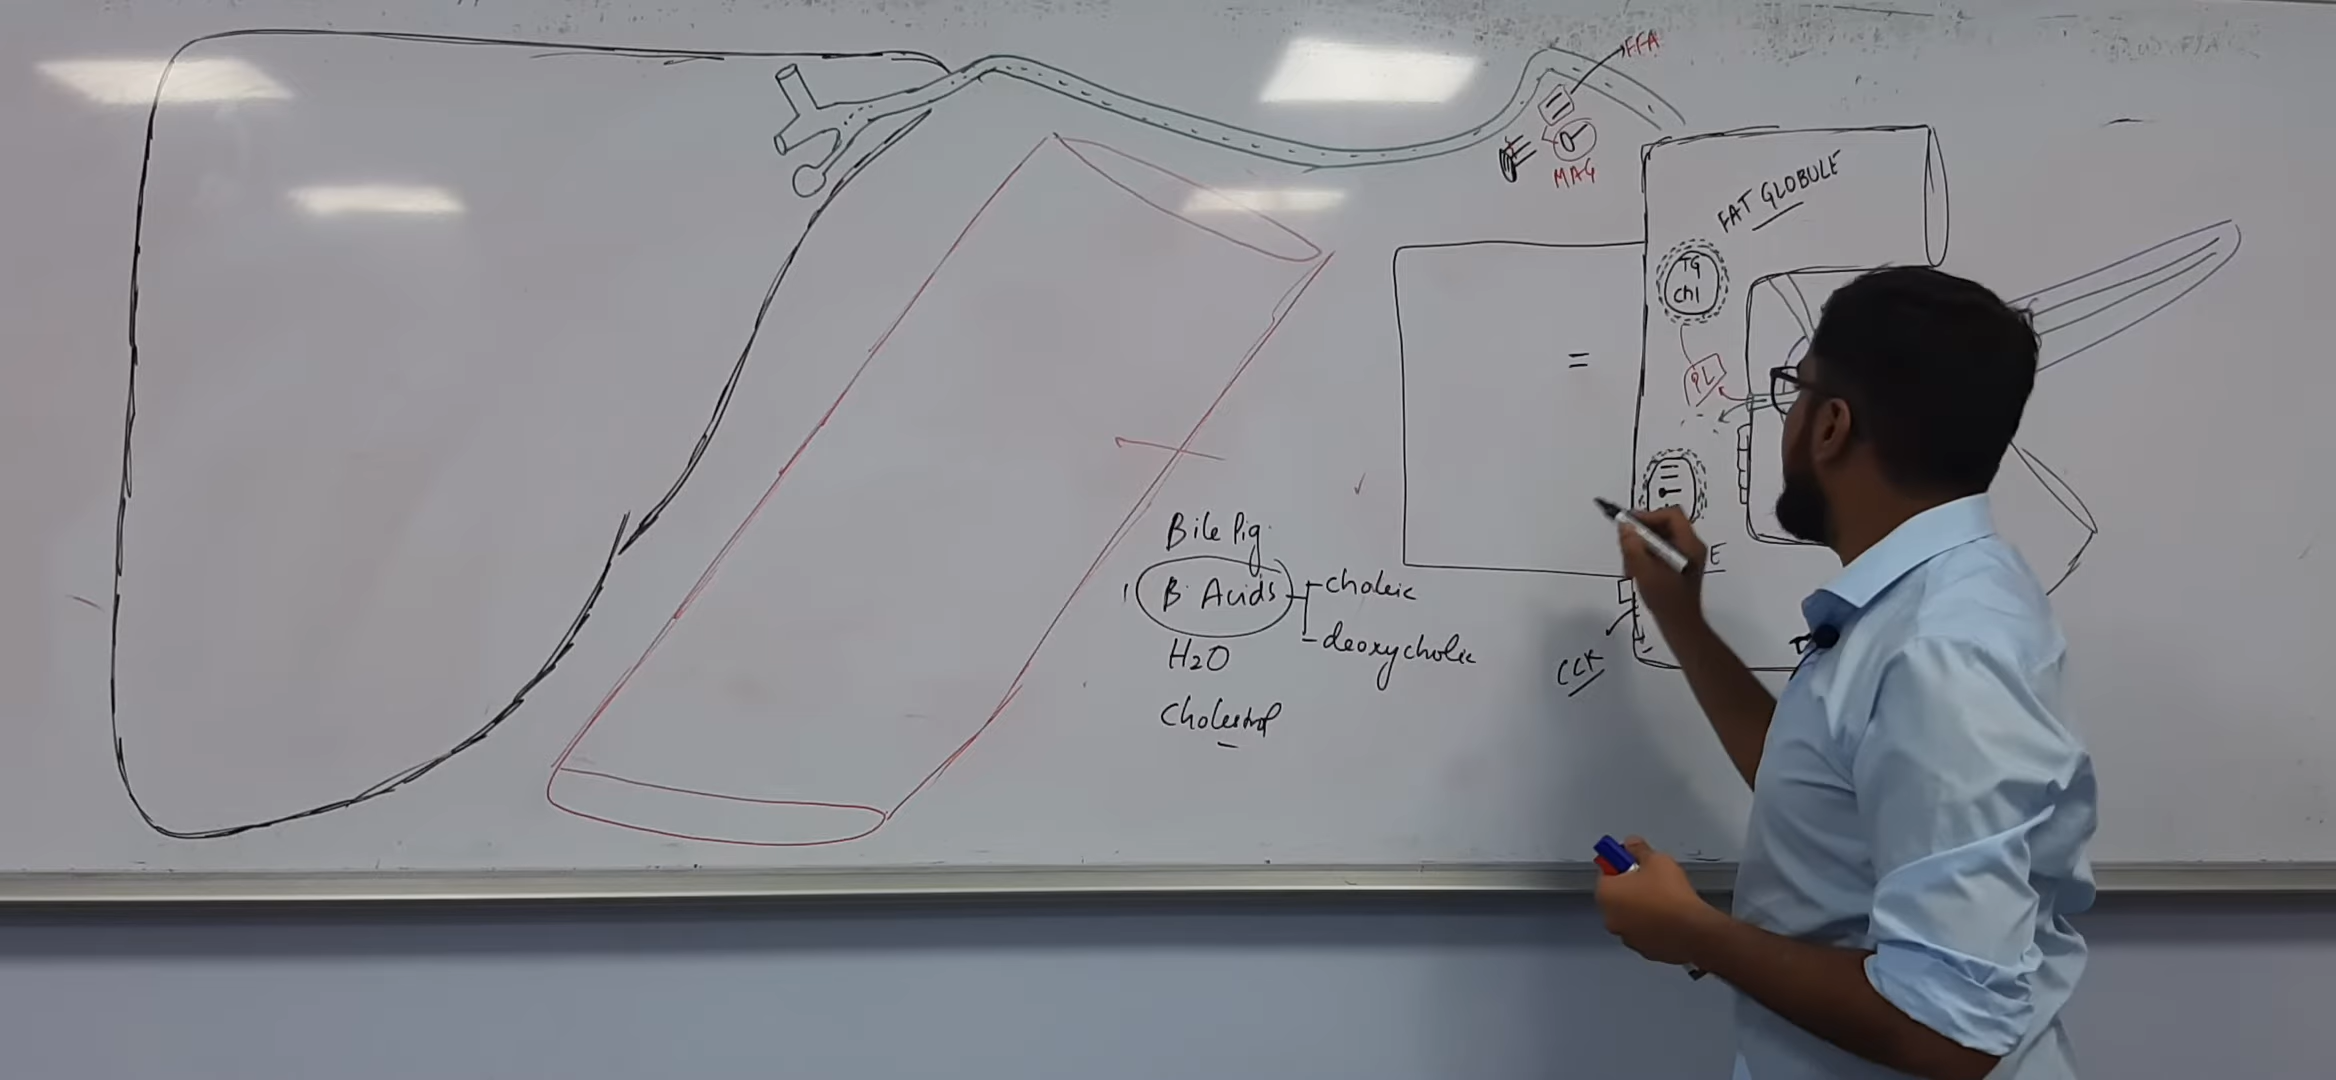 FFA
MAG
FAT GLOBULE
TG
Chl
PL
E
Bile Pig.
B. Acids
choleic
deoxycholic
H2O
Cholestrol
CCK